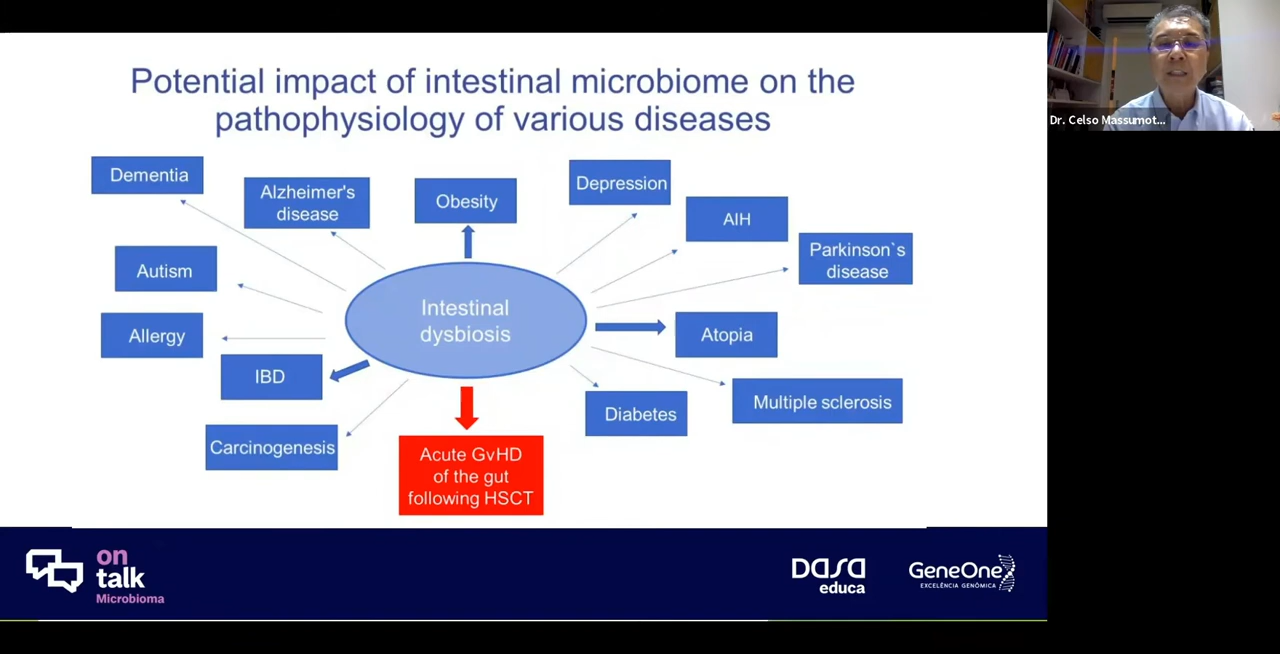 Potential impact of intestinal microbiome on the
pathophysiology of various diseases
Dementia
Alzheimer's
disease
Obesity
Depression
AIH
Parkinson`s
disease
Autism
Intestinal
dysbiosis
Allergy
Atopia
IBD
Diabetes
Multiple sclerosis
Carcinogenesis
Acute GvHD
of the gut
following HSCT
on
talk
Microbioma
DASA
educa
GeneOne
EXCELÊNCIA GENÔMICA
Dr. Celso Massumot...